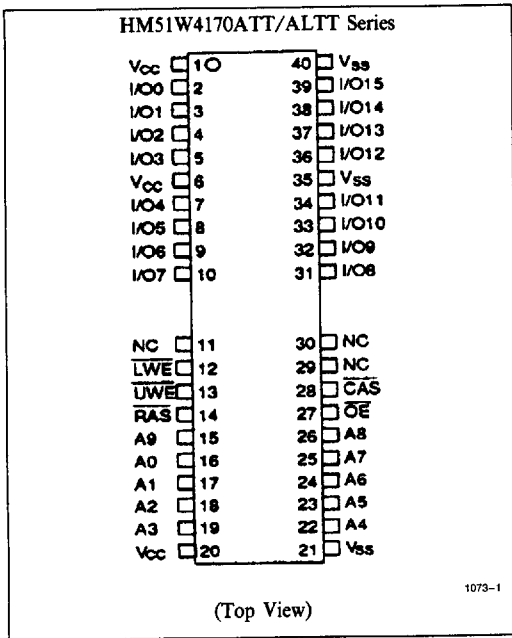 HM51W4170ATT/ALTT Series
VCC 1 40 VSS
I/O0 2 39 I/O15
I/O1 3 38 I/O14
I/O2 4 37 I/O13
I/O3 5 36 I/O12
VCC 6 35 VSS
I/O4 7 34 I/O11
I/O5 8 33 I/O10
I/O6 9 32 I/O9
I/O7 10 31 I/O8
NC 11 30 NC
LWE 12 29 NC
UWE 13 28 CAS
RAS 14 27 OE
A9 15 26 A8
A0 16 25 A7
A1 17 24 A6
A2 18 23 A5
A3 19 22 A4
VCC 20 21 VSS
1073-1
(Top View)